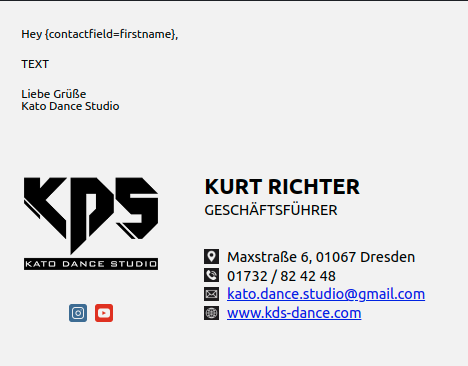 Hey {contactfield=firstname},
TEXT
Liebe Grüße
Kato Dance Studio
KDS
KATO DANCE STUDIO
KURT RICHTER
GESCHÄFTSFÜHRER
Maxstraße 6, 01067 Dresden
01732 / 82 42 48
kato.dance.studio@gmail.com
www.kds-dance.com